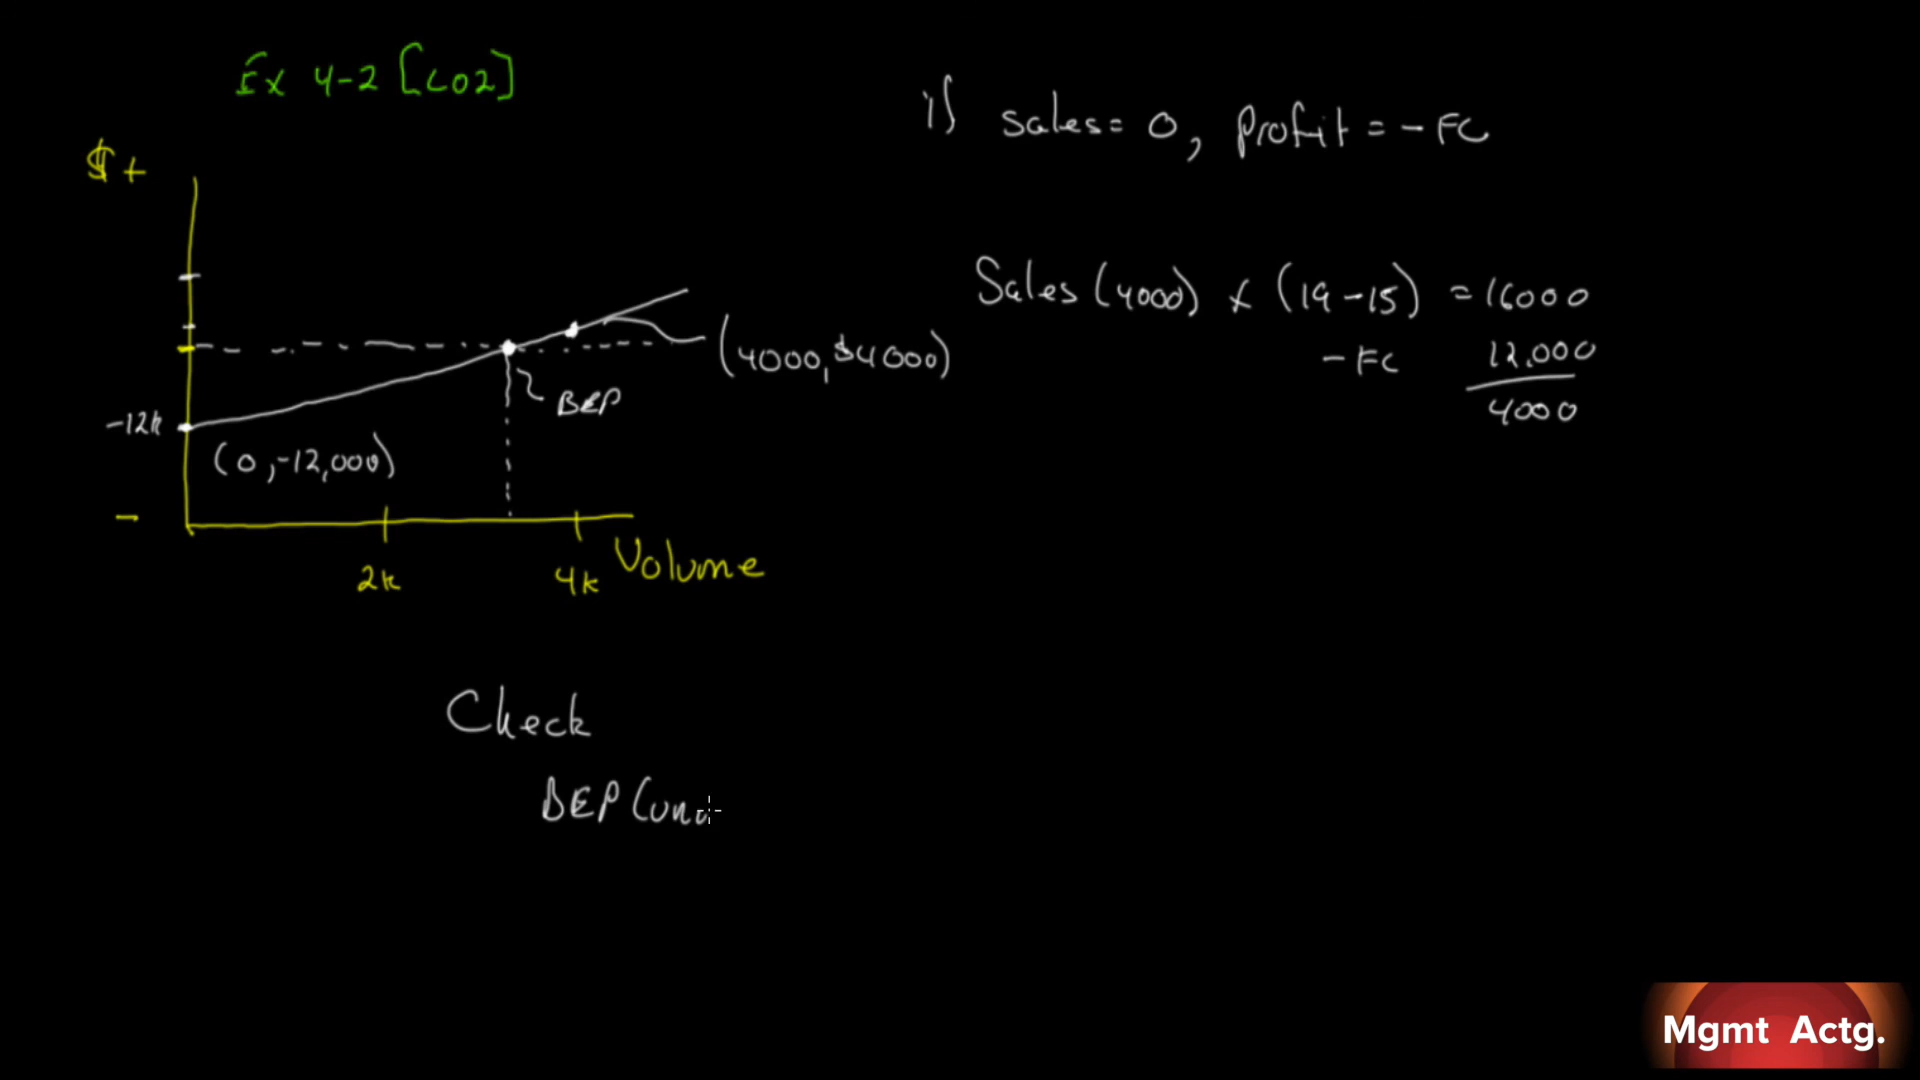 Ex 4-2 [LO2]
$ +
if sales = 0, Profit = - FC
Sales (4000) x (19-15) = 16000
- FC 12,000
4000
(4000, $4000)
BEP
-12k
(0, -12,000)
-
2k 4k Volume
Check
BEP (un
Mgmt Actg.